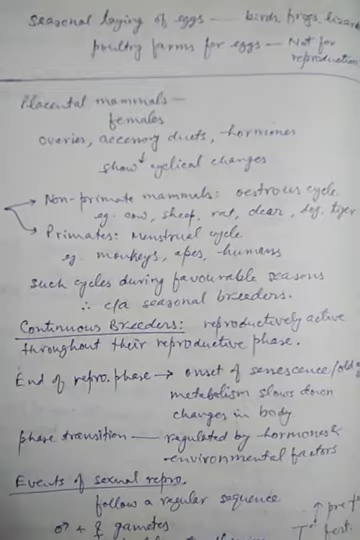 Seasonal laying of eggs — birds, frogs, lizard
poultry farms for eggs — Not for
reproduction
Placental mammals —
females
ovaries, accessory ducts, hormones
show cyclical changes
→ Non-primate mammals: oestrous cycle
eg. cow, sheep, rat, deer, dog, tiger
→ Primates: menstrual cycle
eg. monkeys, apes, humans
such cycles during favourable seasons
∴ c/a seasonal breeders.
Continuous Breeders: reproductively active
throughout their reproductive phase.
End of repro. phase → onset of senescence/old
metabolism slows down
changes in body
phase transition — regulated by hormones &
environmental factors
Events of sexual repro.
follow a regular sequence
↑ pre f
♂ + ♀ gametes
fert.